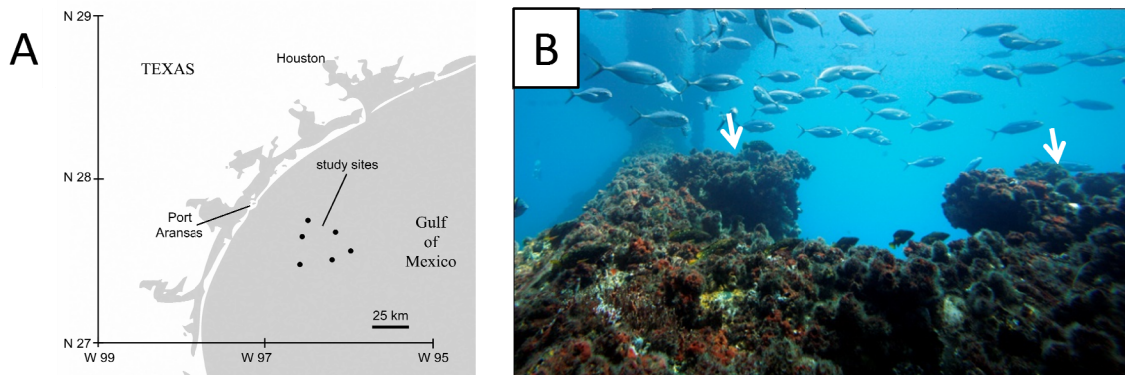 A
N 29
Houston
TEXAS
study sites
N 28
Port
Aransas
Gulf
of
Mexico
25 km
N 27
W 99
W 97
W 95
B